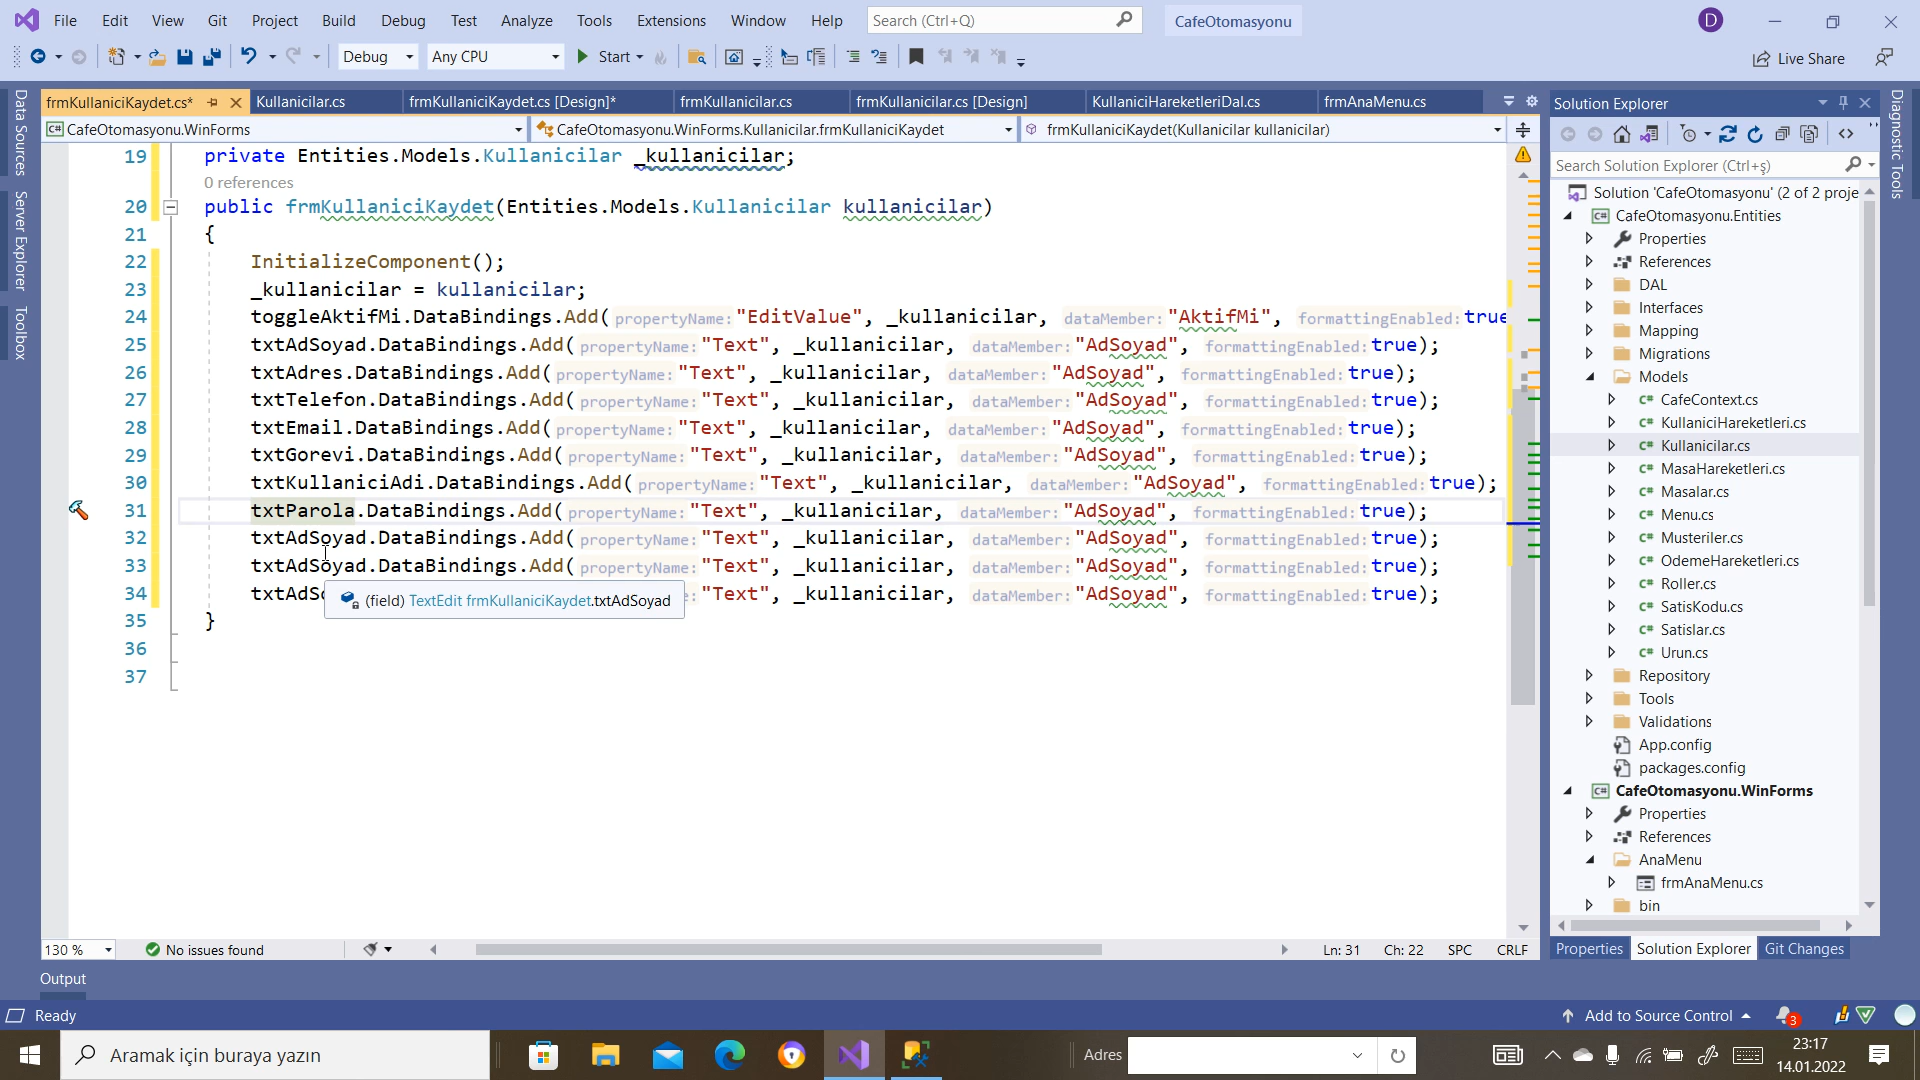 File Edit View Git Project Build Debug Test Analyze Tools Extensions Window Help Search (Ctrl+Q) CafeOtomasyonu D
Debug Any CPU Start Live Share
frmKullaniciKaydet.cs* Kullanicilar.cs frmKullaniciKaydet.cs [Design]* frmKullanicilar.cs frmKullanicilar.cs [Design] KullaniciHareketleriDal.cs frmAnaMenu.cs
CafeOtomasyonu.WinForms CafeOtomasyonu.WinForms.Kullanicilar.frmKullaniciKaydet frmKullaniciKaydet(Kullanicilar kullanicilar)
Data Sources
Server Explorer
Toolbox
19 private Entities.Models.Kullanicilar _kullanicilar;
0 references
20 public frmKullaniciKaydet(Entities.Models.Kullanicilar kullanicilar)
21 {
22 InitializeComponent();
23 _kullanicilar = kullanicilar;
24 toggleAktifMi.DataBindings.Add( propertyName: "EditValue", _kullanicilar, dataMember: "AktifMi", formattingEnabled: true
25 txtAdSoyad.DataBindings.Add( propertyName: "Text", _kullanicilar, dataMember: "AdSoyad", formattingEnabled: true);
26 txtAdres.DataBindings.Add( propertyName: "Text", _kullanicilar, dataMember: "AdSoyad", formattingEnabled: true);
27 txtTelefon.DataBindings.Add( propertyName: "Text", _kullanicilar, dataMember: "AdSoyad", formattingEnabled: true);
28 txtEmail.DataBindings.Add( propertyName: "Text", _kullanicilar, dataMember: "AdSoyad", formattingEnabled: true);
29 txtGorevi.DataBindings.Add( propertyName: "Text", _kullanicilar, dataMember: "AdSoyad", formattingEnabled: true);
30 txtKullaniciAdi.DataBindings.Add( propertyName: "Text", _kullanicilar, dataMember: "AdSoyad", formattingEnabled: true);
31 txtParola.DataBindings.Add( propertyName: "Text", _kullanicilar, dataMember: "AdSoyad", formattingEnabled: true);
32 txtAdSoyad.DataBindings.Add( propertyName: "Text", _kullanicilar, dataMember: "AdSoyad", formattingEnabled: true);
33 txtAdSoyad.DataBindings.Add( propertyName: "Text", _kullanicilar, dataMember: "AdSoyad", formattingEnabled: true);
34 txtAdS "Text", _kullanicilar, dataMember: "AdSoyad", formattingEnabled: true);
(field) TextEdit frmKullaniciKaydet.txtAdSoyad
35 }
36
37
130 % No issues found Ln: 31 Ch: 22 SPC CRLF
Output
Solution Explorer
Search Solution Explorer (Ctrl+ş)
Solution 'CafeOtomasyonu' (2 of 2 proje
C# CafeOtomasyonu.Entities
Properties
References
DAL
Interfaces
Mapping
Migrations
Models
C# CafeContext.cs
C# KullaniciHareketleri.cs
C# Kullanicilar.cs
C# MasaHareketleri.cs
C# Masalar.cs
C# Menu.cs
C# Musteriler.cs
C# OdemeHareketleri.cs
C# Roller.cs
C# SatisKodu.cs
C# Satislar.cs
C# Urun.cs
Repository
Tools
Validations
App.config
packages.config
C# CafeOtomasyonu.WinForms
Properties
References
AnaMenu
frmAnaMenu.cs
bin
Properties Solution Explorer Git Changes
Diagnostic Tools
Ready Add to Source Control 3
Aramak için buraya yazın Adres 23:17
14.01.2022